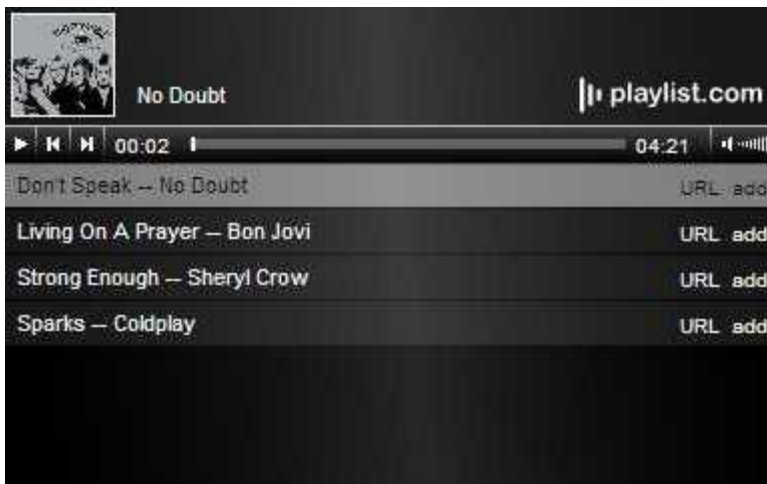 No Doubt
playlist.com
00:02 04:21
Don't Speak -- No Doubt URL add
Living On A Prayer -- Bon Jovi URL add
Strong Enough -- Sheryl Crow URL add
Sparks -- Coldplay URL add